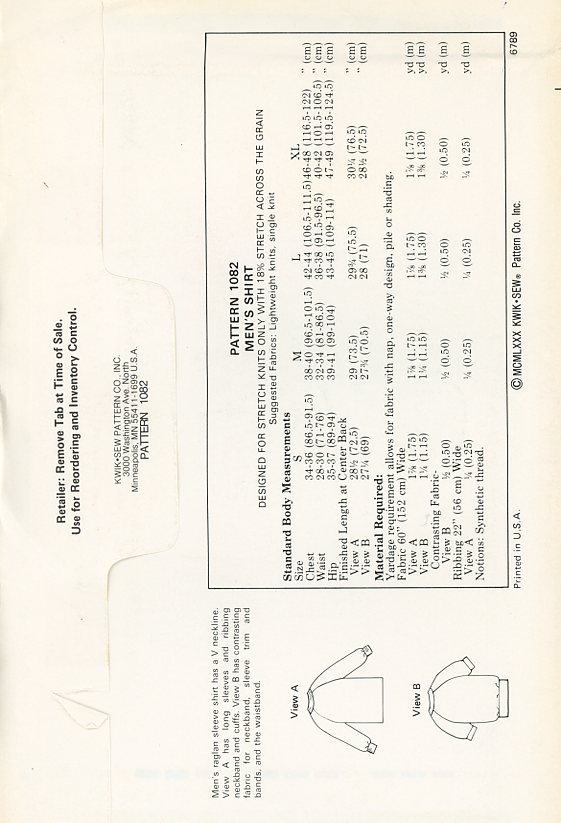 Retailer: Remove Tab at Time of Sale.
Use for Reordering and Inventory Control.
KWIK•SEW PATTERN CO., INC.
3000 Washington Ave. North
Minneapolis, MN 55411-1699 U.S.A.
PATTERN 1082
Men's raglan sleeve shirt has a V neckline.
View A has long sleeves and ribbing
neckband and cuffs. View B has contrasting
fabric for neckband, sleeve trim and
bands, and the waistband.
View A
View B
PATTERN 1082
MEN'S SHIRT
DESIGNED FOR STRETCH KNITS ONLY WITH 18% STRETCH ACROSS THE GRAIN
Suggested Fabrics: Lightweight knits, single knit
Standard Body Measurements
Size S M L XL
Chest 34-36 (86.5-91.5) 38-40 (96.5-101.5) 42-44 (106.5-111.5) 46-48 (116.5-122) " (cm)
Waist 28-30 (71-76) 32-34 (81-86.5) 36-38 (91.5-96.5) 40-42 (101.5-106.5) " (cm)
Hip 35-37 (89-94) 39-41 (99-104) 43-45 (109-114) 47-49 (119.5-124.5) " (cm)
Finished Length at Center Back
View A 28½ (72.5) 29 (73.5) 29¾ (75.5) 30¼ (76.5) " (cm)
View B 27¼ (69) 27¾ (70.5) 28 (71) 28½ (72.5) " (cm)
Material Required:
Yardage requirement allows for fabric with nap, one-way design, pile or shading.
Fabric 60" (152 cm) Wide
View A 1⅞ (1.75) 1⅞ (1.75) 1⅞ (1.75) 1⅞ (1.75) yd (m)
View B 1¼ (1.15) 1¼ (1.15) 1⅜ (1.30) 1⅜ (1.30) yd (m)
Contrasting Fabric
View B ½ (0.50) ½ (0.50) ½ (0.50) ½ (0.50) yd (m)
Ribbing 22" (56 cm) Wide
View A ¼ (0.25) ¼ (0.25) ¼ (0.25) ¼ (0.25) yd (m)
Notions: Synthetic thread.
Printed in U.S.A. © MCMLXXX KWIK•SEW® Pattern Co. Inc. 6789